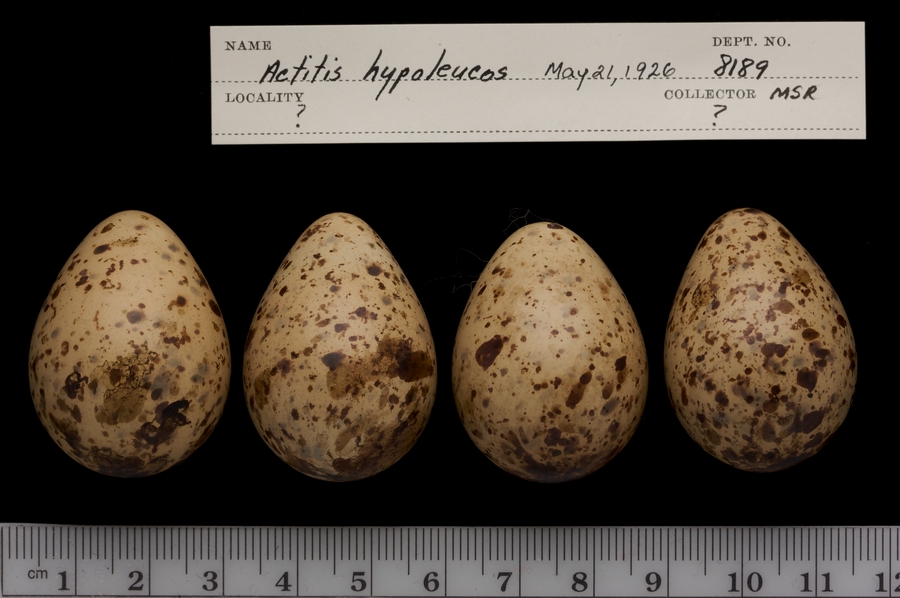 NAME DEPT. NO.
Actitis hypoleucos May 21, 1926 8189
LOCALITY COLLECTOR MSR
? ?
cm 1 2 3 4 5 6 7 8 9 10 11 12